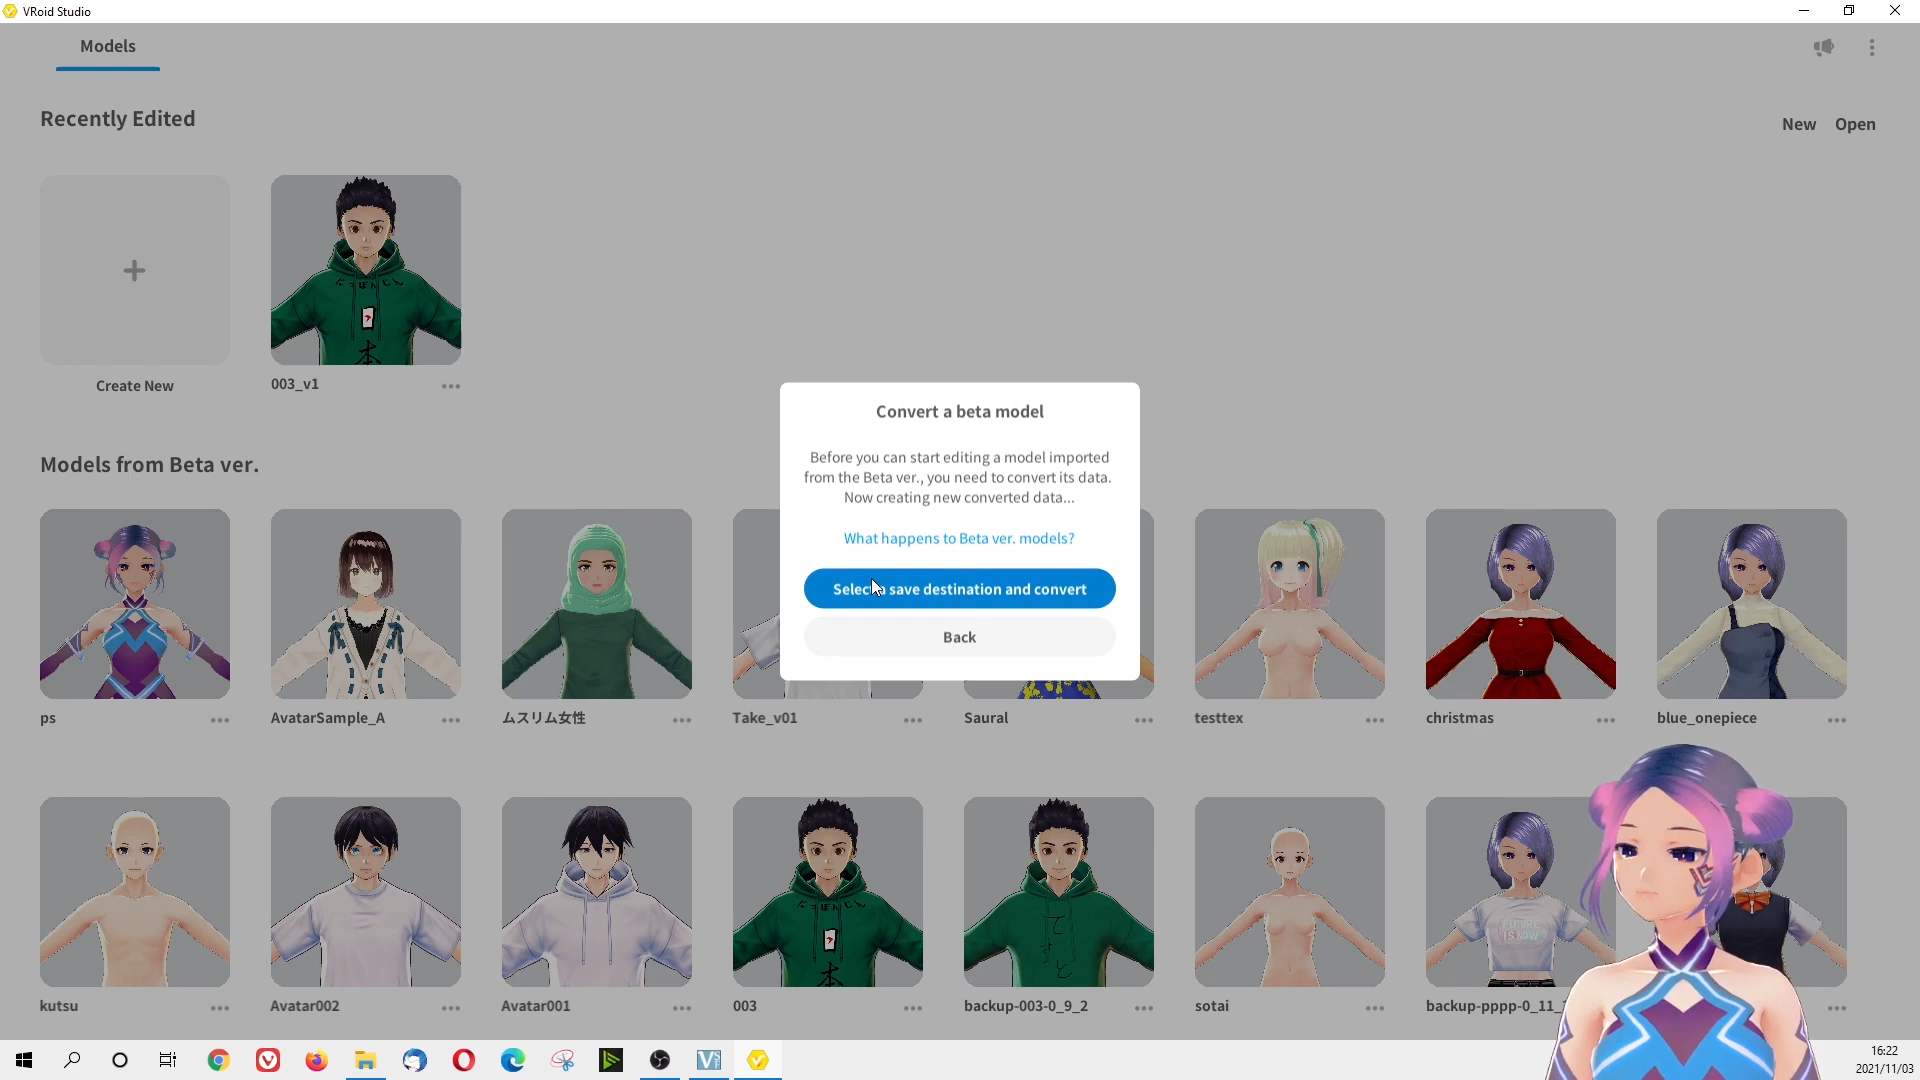 VRoid Studio
Models
Recently Edited
New
Open
Create New
003_v1
Convert a beta model
Before you can start editing a model imported
from the Beta ver., you need to convert its data.
Now creating new converted data...
What happens to Beta ver. models?
save destination and convert
Back
Models from Beta ver.
ps
AvatarSample_A
ムスリム女性
Take_v01
Saural
testtex
christmas
blue_onepiece
FUTURE
IS NOW
kutsu
Avatar002
Avatar001
003
backup-003-0_9_2
sotai
backup-pppp-0_11_
16:22
2021/11/03